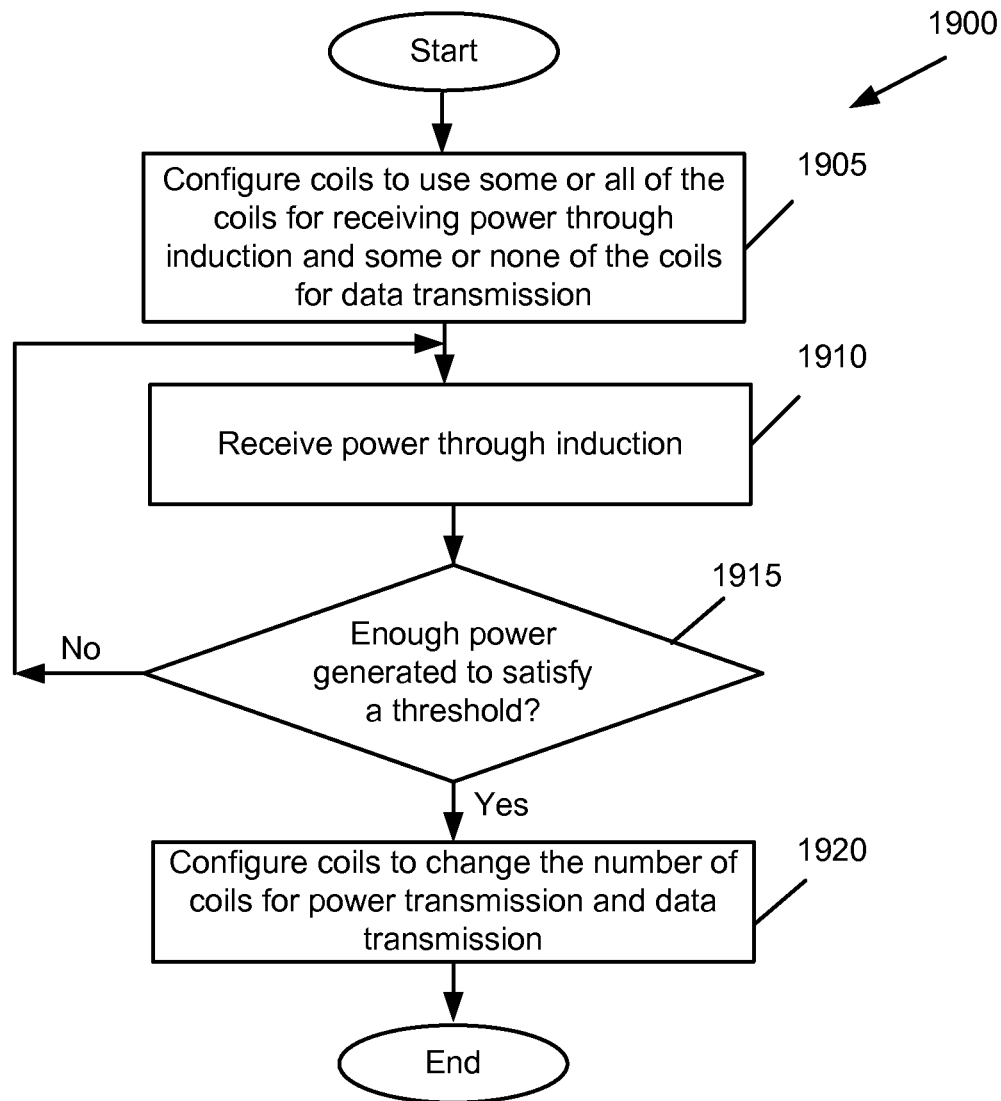 1900
Start
1905
Configure coils to use some or all of the
coils for receiving power through
induction and some or none of the coils
for data transmission
1910
Receive power through induction
1915
Enough power
generated to satisfy
a threshold?
No
Yes
1920
Configure coils to change the number of
coils for power transmission and data
transmission
End